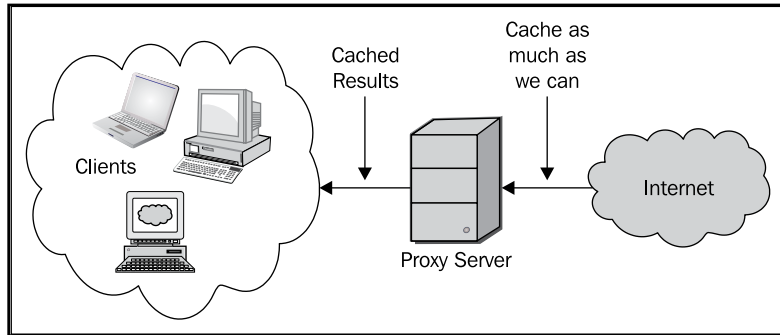 Cached
Results
Cache as
much as
we can
Clients
Internet
Proxy Server